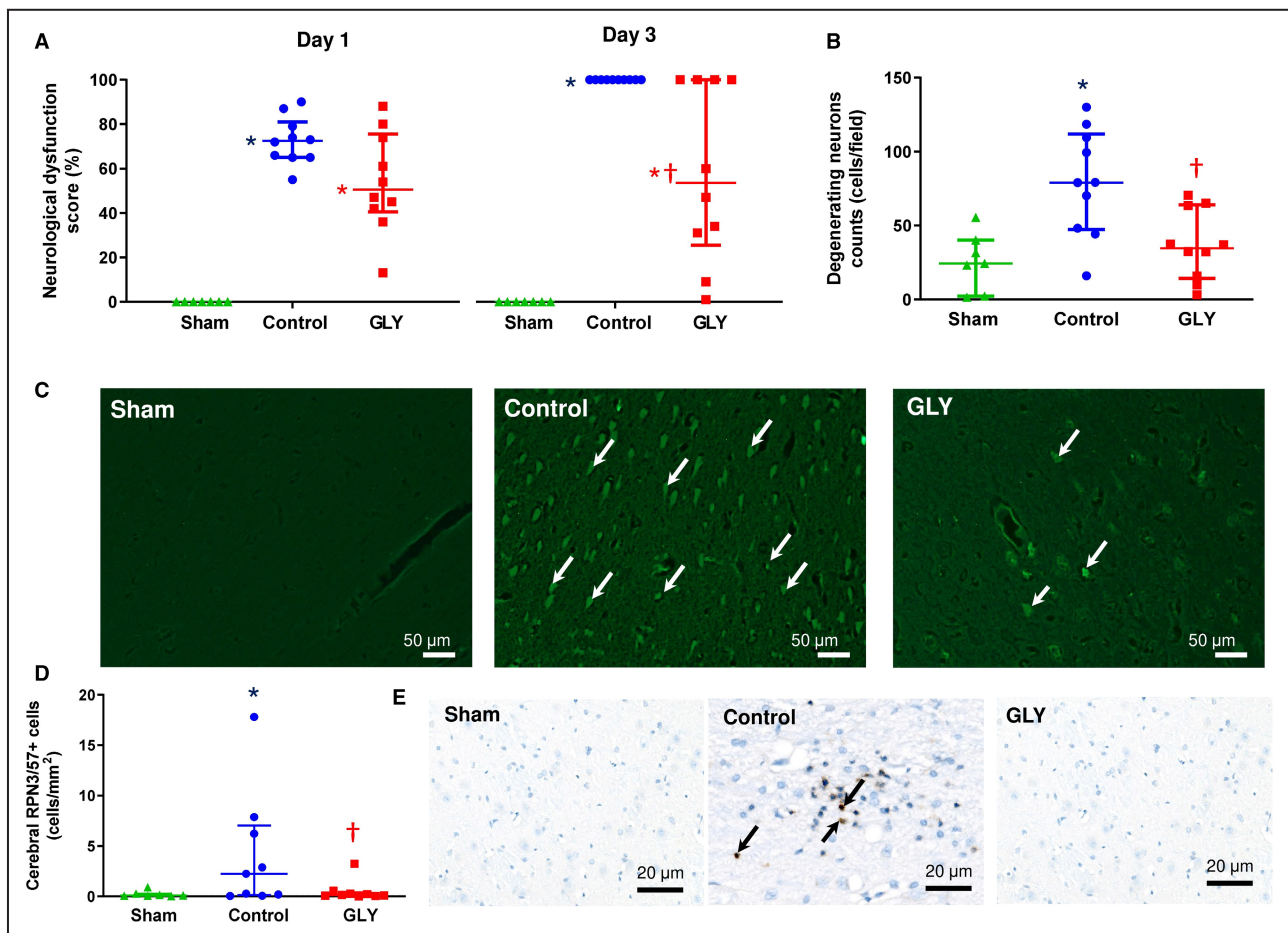 A
Day 1
Day 3
Neurological dysfunction
score (%)
100
80
60
40
20
0
*
*
*
*†
Sham
Control
GLY
Sham
Control
GLY
B
Degenerating neurons
counts (cells/field)
150
100
50
0
*
†
Sham
Control
GLY
C
Sham
50 µm
Control
50 µm
GLY
50 µm
D
Cerebral RPN3/57+ cells
(cells/mm²)
20
15
10
5
0
*
†
Sham
Control
GLY
E
Sham
20 µm
Control
20 µm
GLY
20 µm